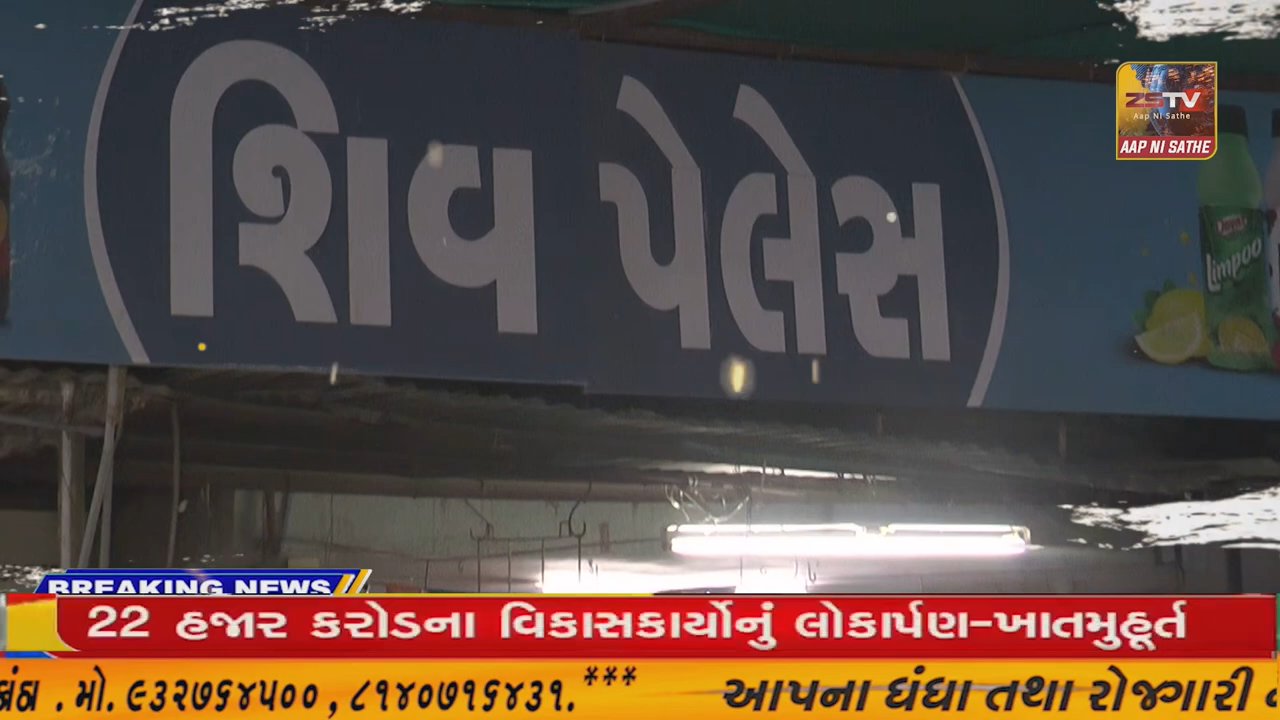 શિવ પેલેસ
ZSTV
Aap Ni Sathe
AAP NI SATHE
Limpoo
BREAKING NEWS
22 હજાર કરોડના વિકાસકાર્યોનું લોકાર્પણ-ખાતમુહૂર્ત
. મો. ૯૩૨૭૬૪૫૦૦ , ૮૧૪૦૭૧૬૪૩૧.*** આપના ધંધા તથા રોજગારી